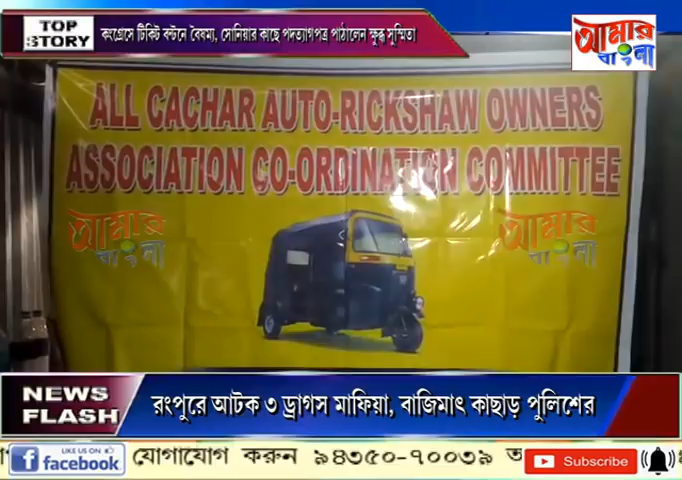 TOP
STORY
কংগ্রেসে টিকিট বন্টনে বৈষম্য, সোনিয়ার কাছে পদত্যাগপত্র পাঠালেন ক্ষুব্ধ সুস্মিতা
আমার
বাংলা
ALL CACHAR AUTO-RICKSHAW OWNERS
ASSOCIATION CO-ORDINATION COMMITTEE
আমার
বাংলা
আমার
বাংলা
NEWS
FLASH
রংপুরে আটক ৩ ড্রাগস মাফিয়া, বাজিমাৎ কাছাড় পুলিশের
LIKE US ON
facebook
যোগাযোগ করুন ৯৪৩৫০-৭০০৩৯
Subscribe